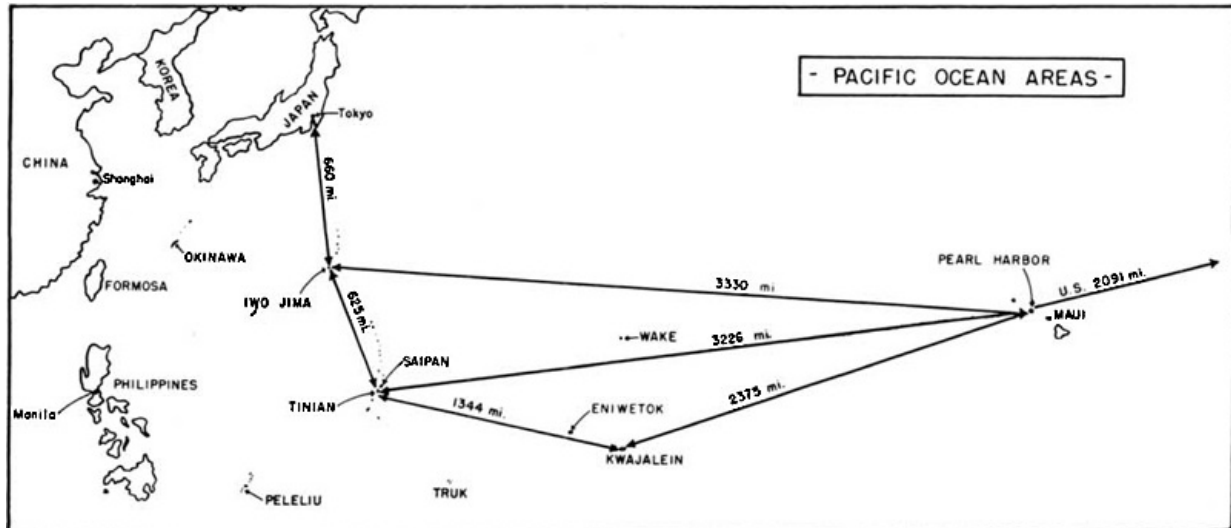 - PACIFIC OCEAN AREAS -
KOREA
JAPAN
Tokyo
CHINA
Shanghai
660 mi.
OKINAWA
FORMOSA
IWO JIMA
3330 mi.
PEARL HARBOR
U.S. 2091 mi.
MAUI
625 mi.
WAKE
3226 mi.
SAIPAN
PHILIPPINES
Manila
TINIAN
1344 mi.
ENIWETOK
2375 mi.
KWAJALEIN
PELELIU
TRUK